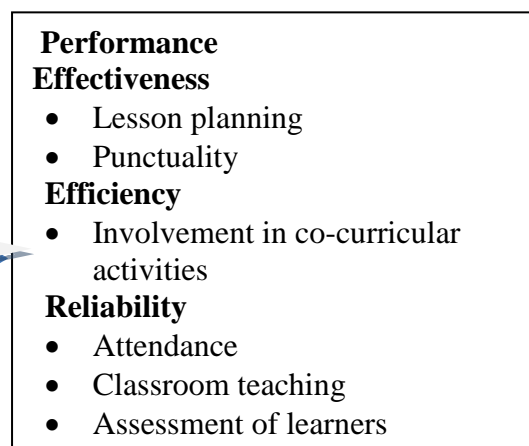 Performance
Effectiveness
• Lesson planning
• Punctuality
Efficiency
• Involvement in co-curricular
activities
Reliability
• Attendance
• Classroom teaching
• Assessment of learners